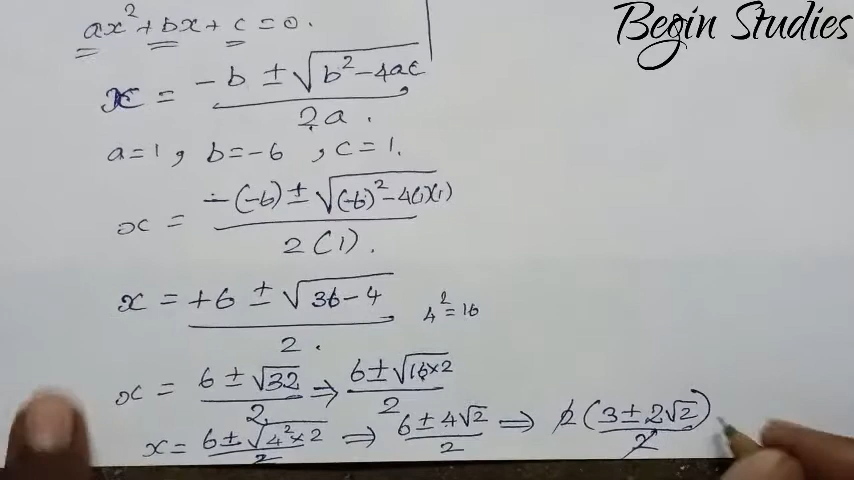 Begin Studies
ax² + bx + c = 0.
x = -b ± √(b² - 4ac) / 2a.
a = 1, b = -6, c = 1.
x = -(-6) ± √((-6)² - 4(1)(1)) / 2(1).
x = +6 ± √(36 - 4) / 2. 4² = 16
x = 6 ± √32 / 2 ⇒ 6 ± √(16×2) / 2
x = 6 ± √(4²×2) / 2 ⇒ 6 ± 4√2 / 2 ⇒ 2(3 ± 2√2) / 2